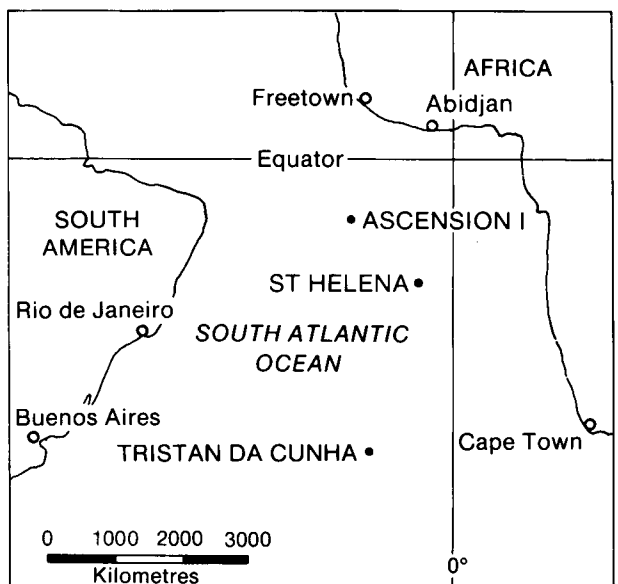 AFRICA
Freetown
Abidjan
Equator
SOUTH
AMERICA
ASCENSION I
ST HELENA
Rio de Janeiro
SOUTH ATLANTIC
OCEAN
Buenos Aires
TRISTAN DA CUNHA
Cape Town
0 1000 2000 3000
Kilometres
0°